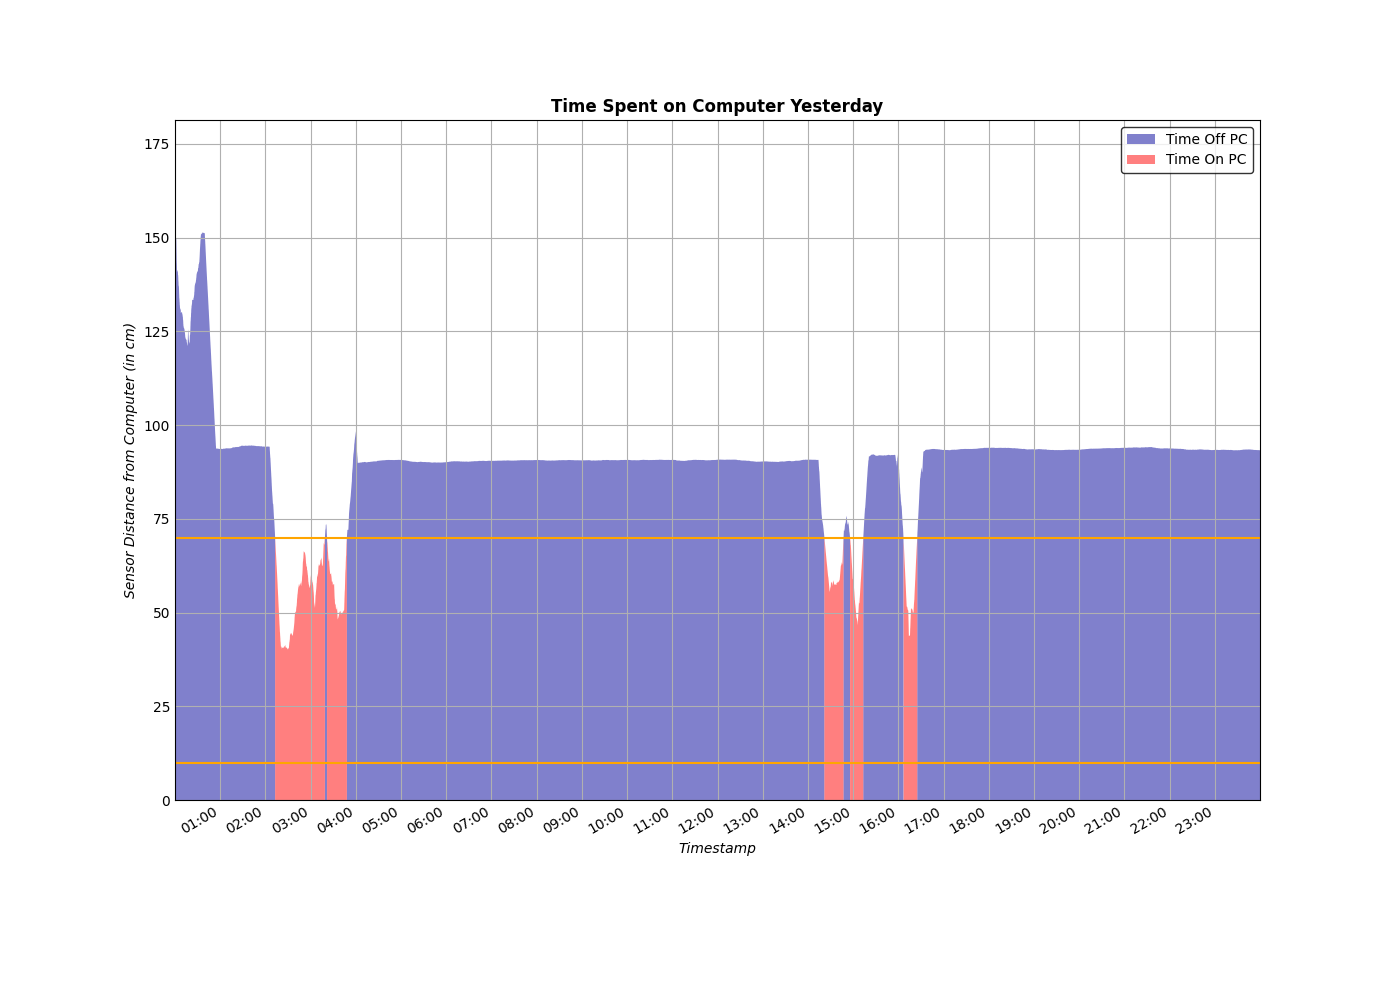 Time Spent on Computer Yesterday
Time Off PC
Time On PC
175
150
125
100
75
50
25
0
Sensor Distance from Computer (in cm)
01:00 02:00 03:00 04:00 05:00 06:00 07:00 08:00 09:00 10:00 11:00 12:00 13:00 14:00 15:00 16:00 17:00 18:00 19:00 20:00 21:00 22:00 23:00
Timestamp